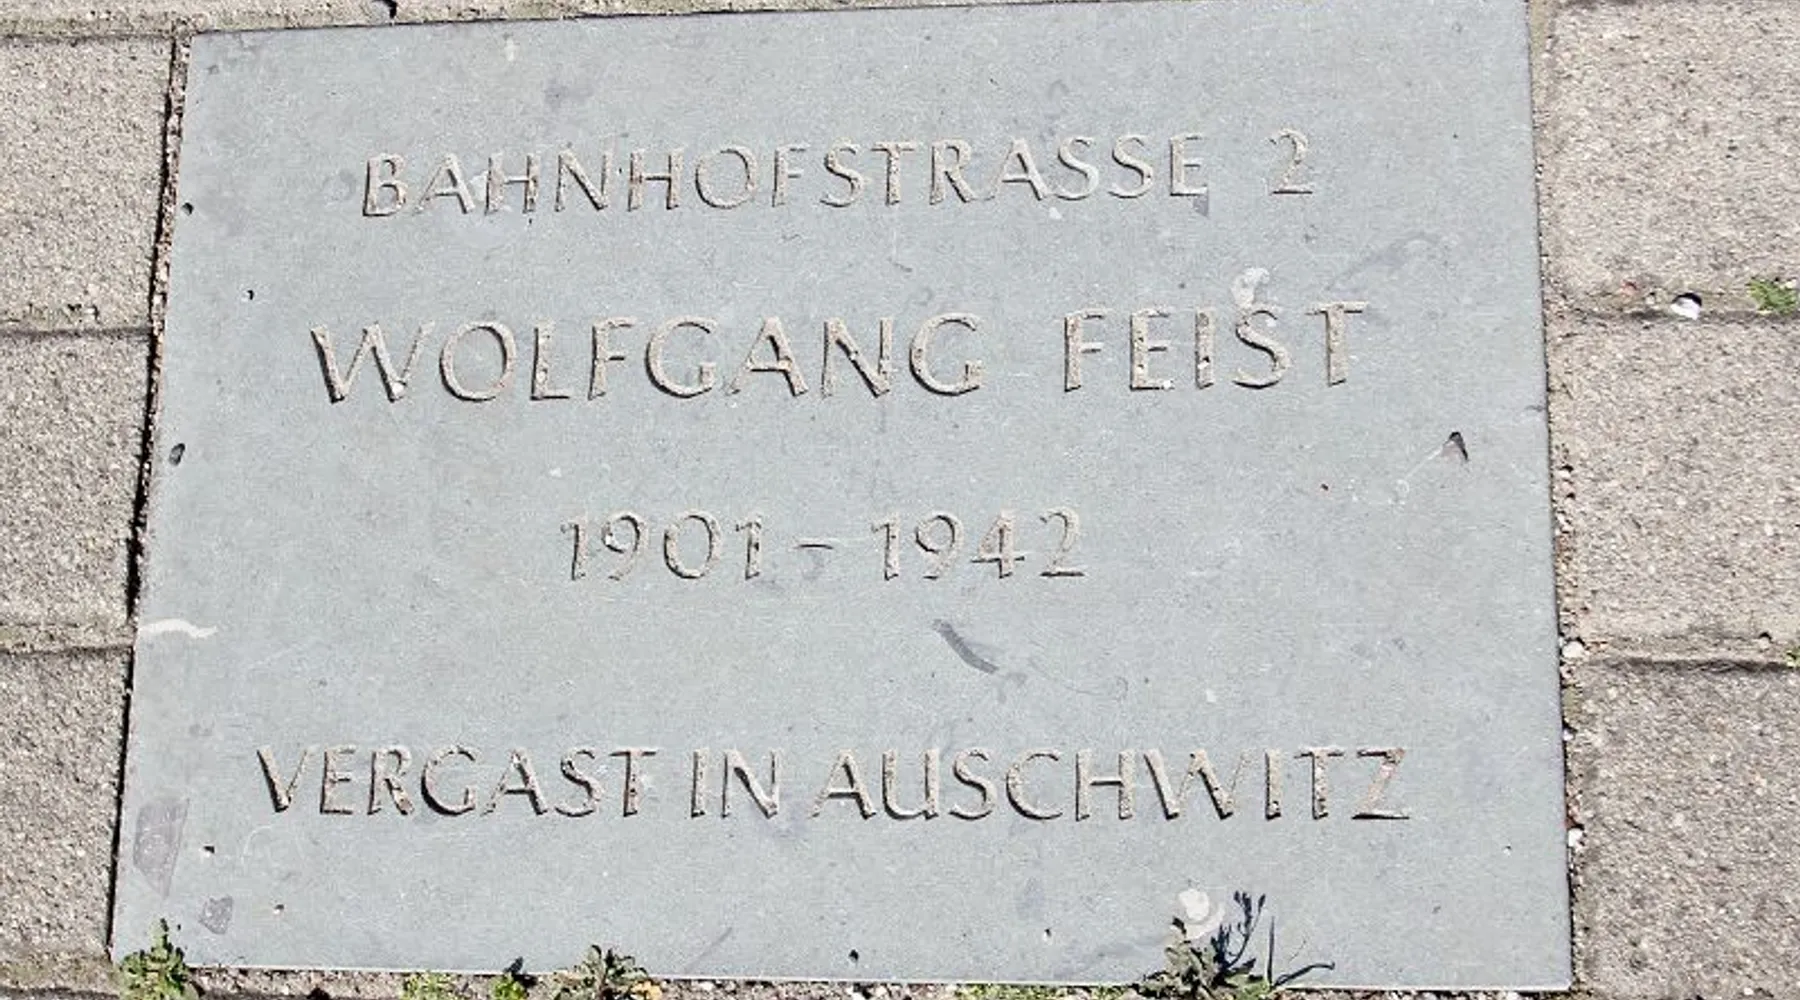 BAHNHOFSTRASSE 2
WOLFGANG FEIST
1901 – 1942
VERGAST IN AUSCHWITZ